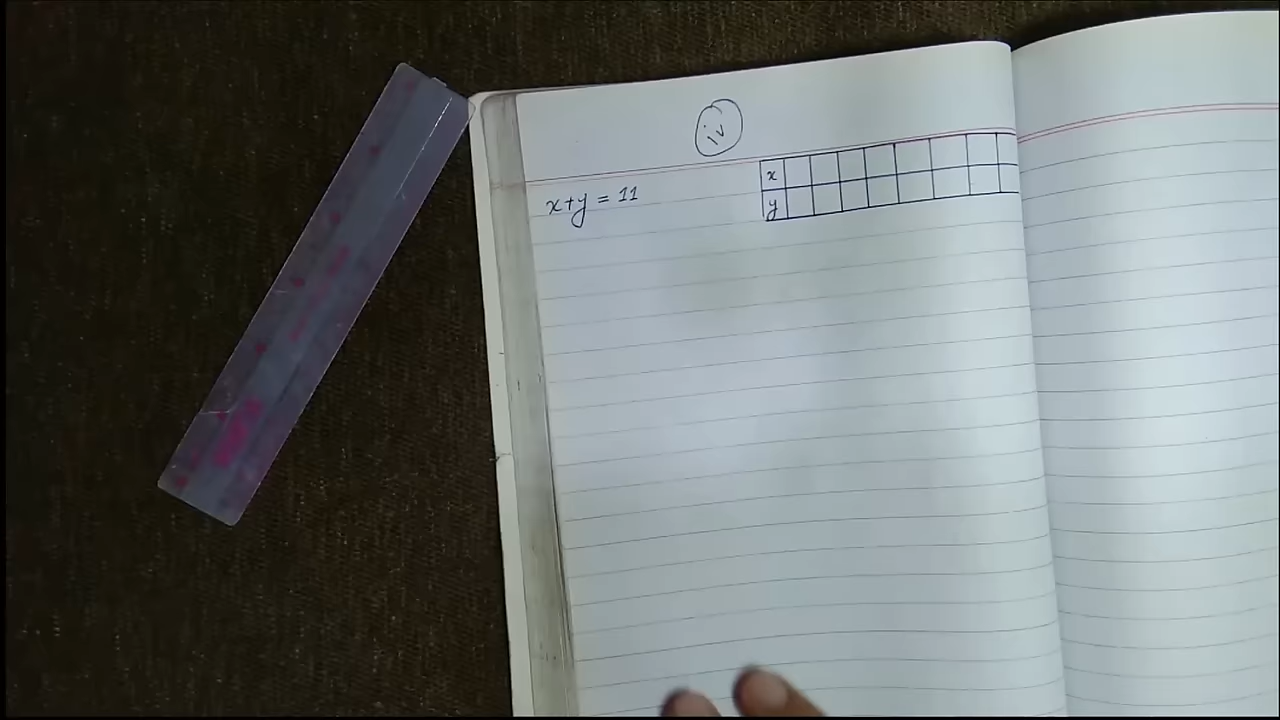 iv
x+y = 11
x
y